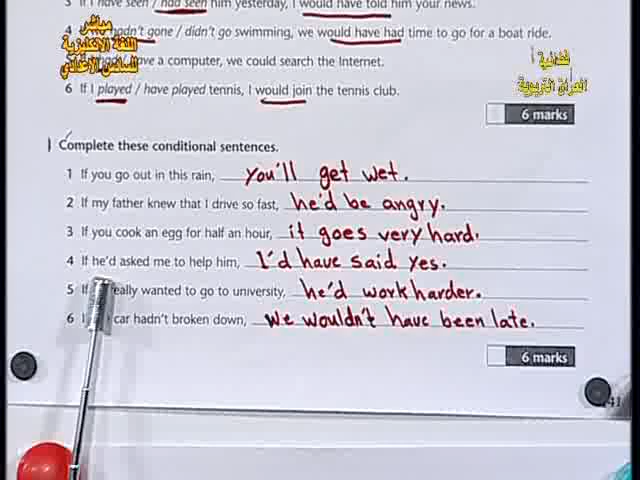 مباشر
اللغة الانكليزية
للسادس الاعدادي
العراق التربوية
3 If I have seen / had seen him yesterday, I would have told him your news.
4 hadn't gone / didn't go swimming, we would have had time to go for a boat ride.
have a computer, we could search the Internet.
6 If I played / have played tennis, I would join the tennis club.
6 marks
Complete these conditional sentences.
1 If you go out in this rain, you'll get wet.
2 If my father knew that I drive so fast, he'd be angry.
3 If you cook an egg for half an hour, it goes very hard.
4 If he'd asked me to help him, I'd have said yes.
5 If really wanted to go to university, he'd work harder.
6 car hadn't broken down, we wouldn't have been late.
6 marks